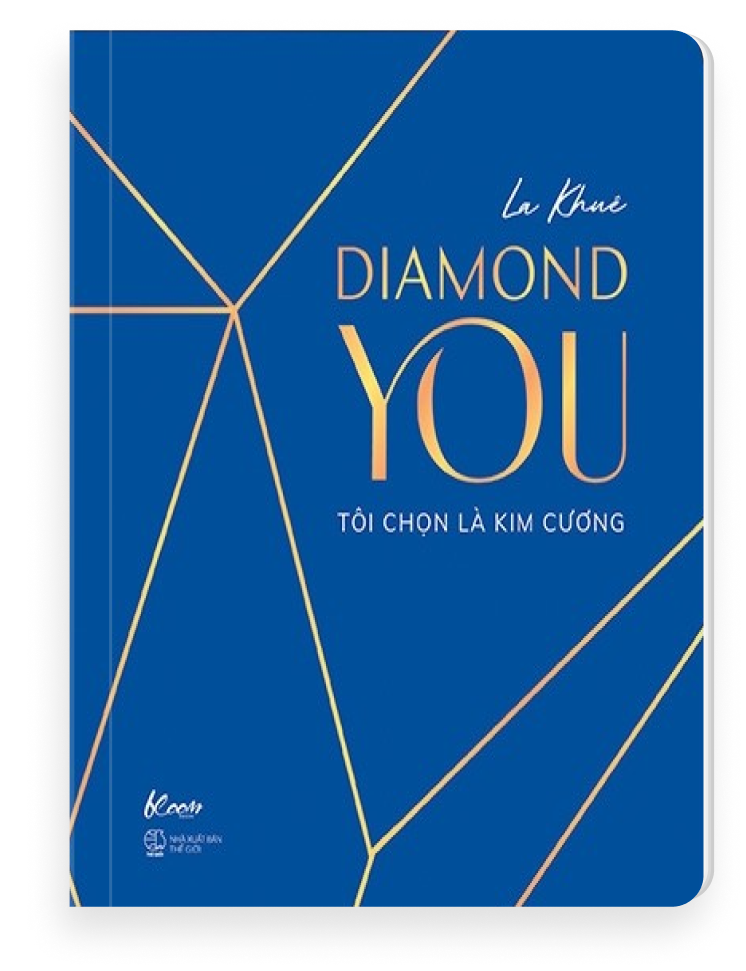 La Khuê
DIAMOND
YOU
TÔI CHỌN LÀ KIM CƯƠNG
bloom
NHÀ XUẤT BẢN
THẾ GIỚI